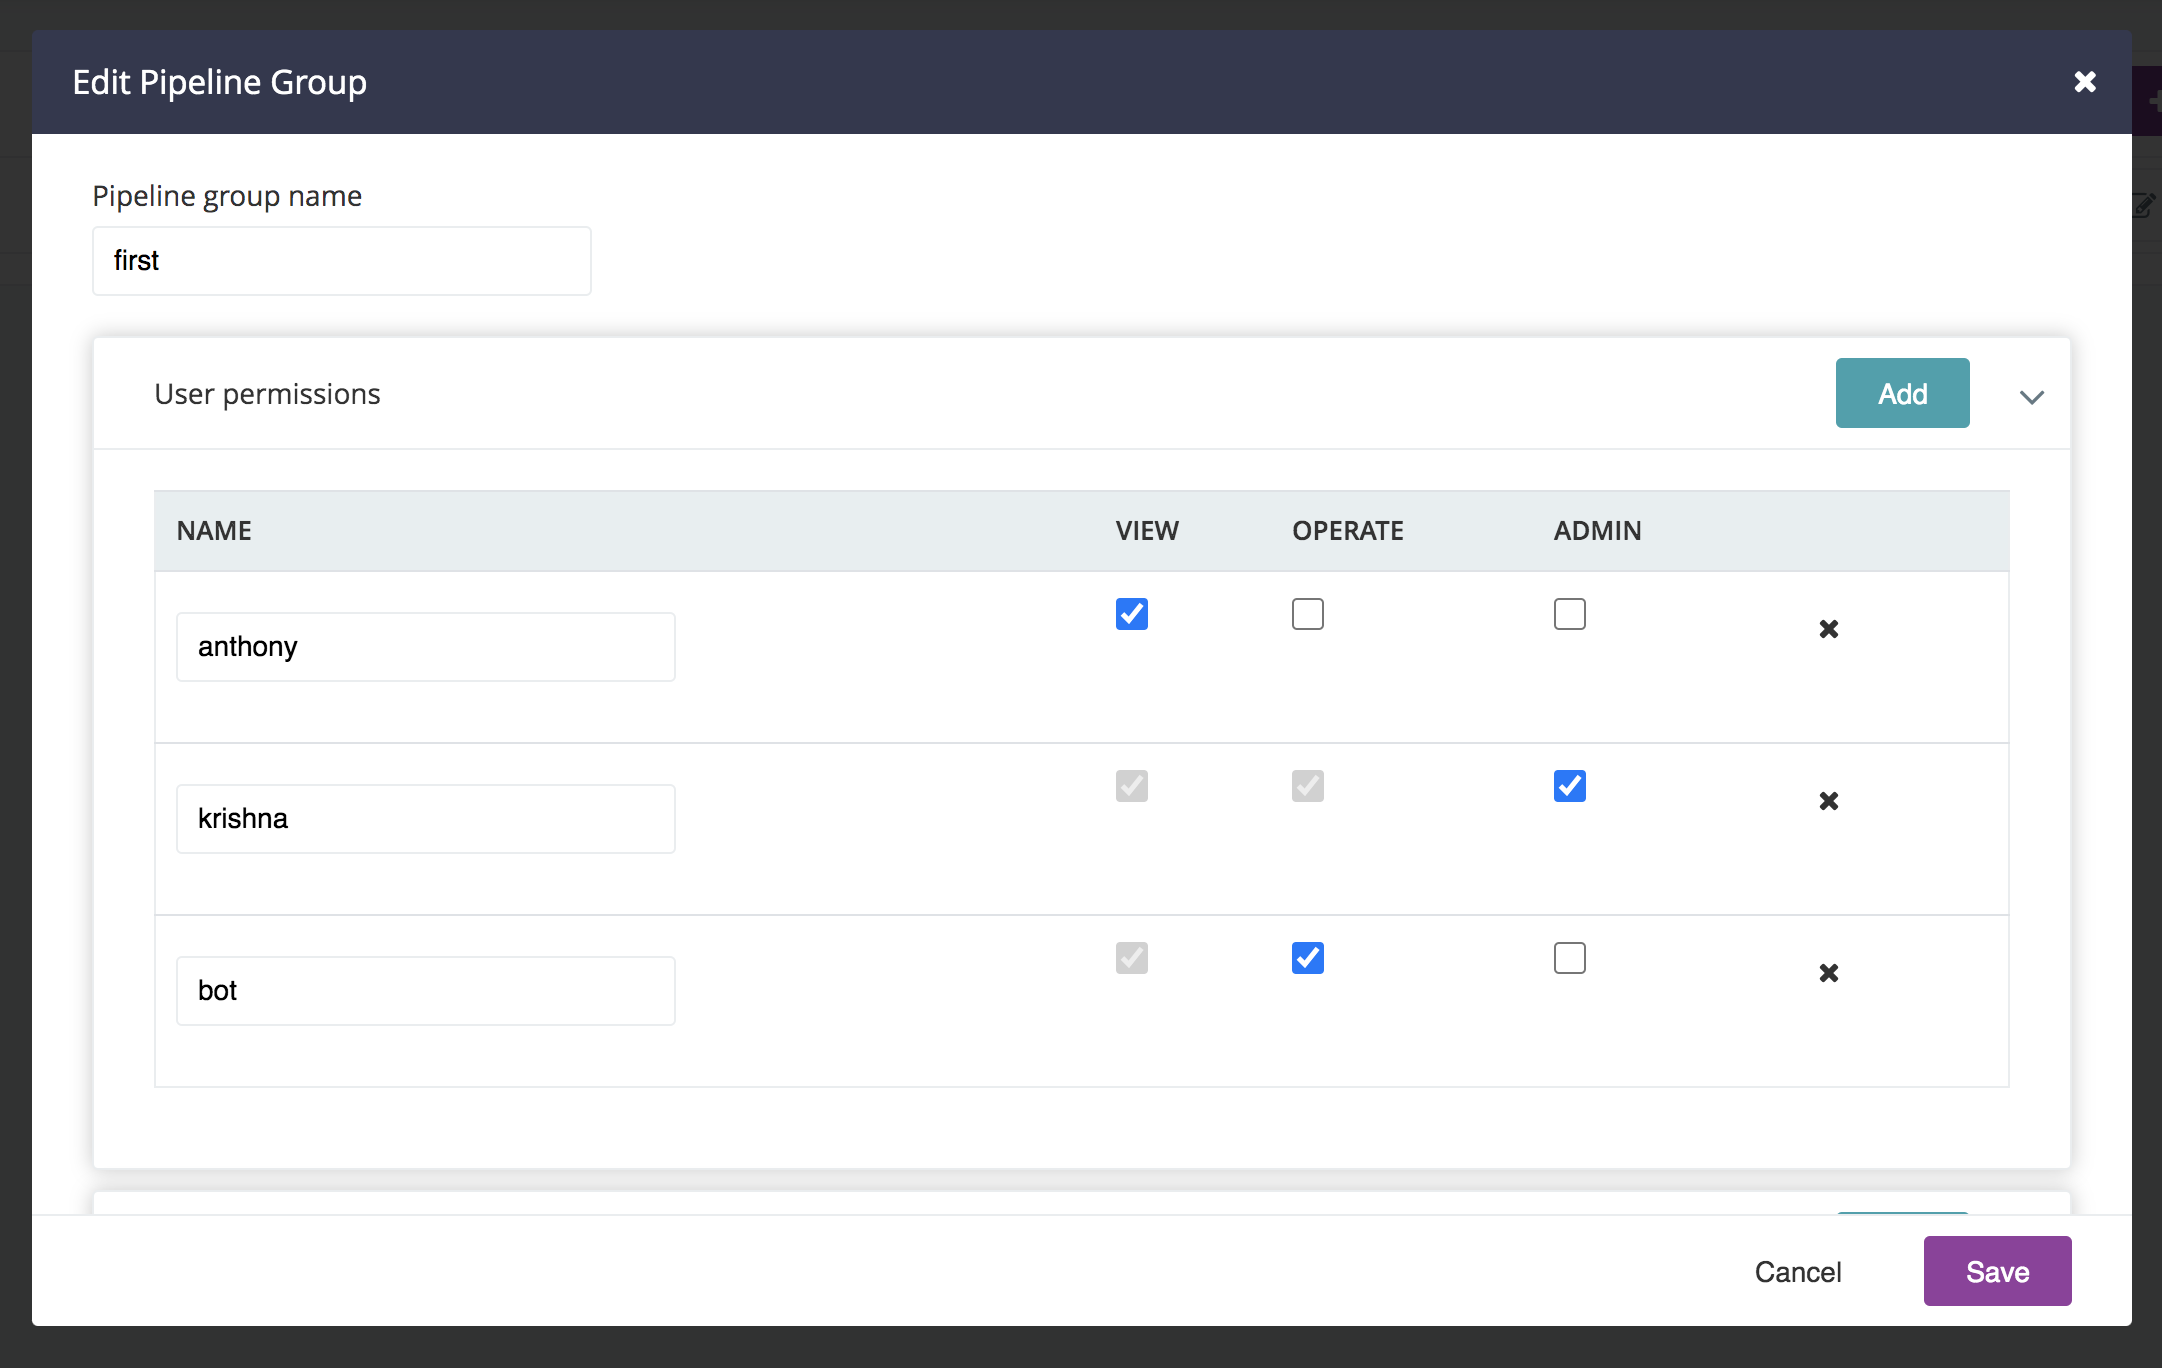 Edit Pipeline Group
Pipeline group name
first
User permissions
Add
NAME VIEW OPERATE ADMIN
anthony
krishna
bot
Cancel
Save